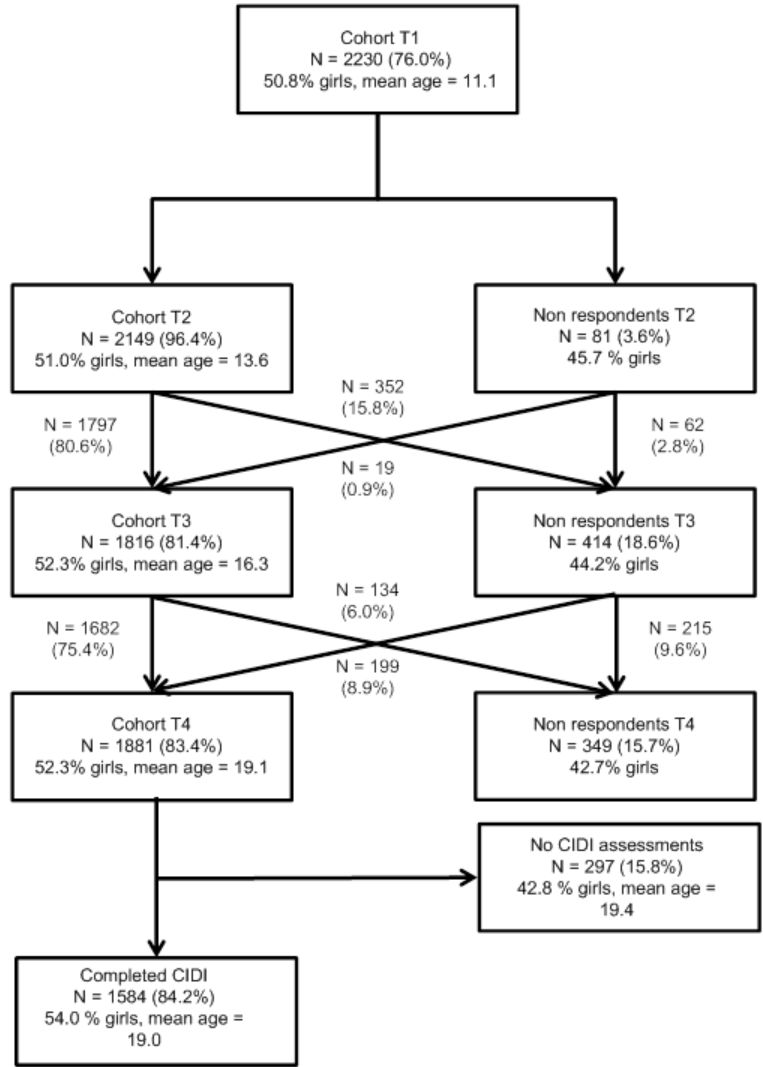 Cohort T1
N = 2230 (76.0%)
50.8% girls, mean age = 11.1
Cohort T2
N = 2149 (96.4%)
51.0% girls, mean age = 13.6
Non respondents T2
N = 81 (3.6%)
45.7 % girls
N = 1797
(80.6%)
N = 352
(15.8%)
N = 19
(0.9%)
N = 62
(2.8%)
Cohort T3
N = 1816 (81.4%)
52.3% girls, mean age = 16.3
Non respondents T3
N = 414 (18.6%)
44.2% girls
N = 1682
(75.4%)
N = 134
(6.0%)
N = 199
(8.9%)
N = 215
(9.6%)
Cohort T4
N = 1881 (83.4%)
52.3% girls, mean age = 19.1
Non respondents T4
N = 349 (15.7%)
42.7% girls
No CIDI assessments
N = 297 (15.8%)
42.8 % girls, mean age =
19.4
Completed CIDI
N = 1584 (84.2%)
54.0 % girls, mean age =
19.0